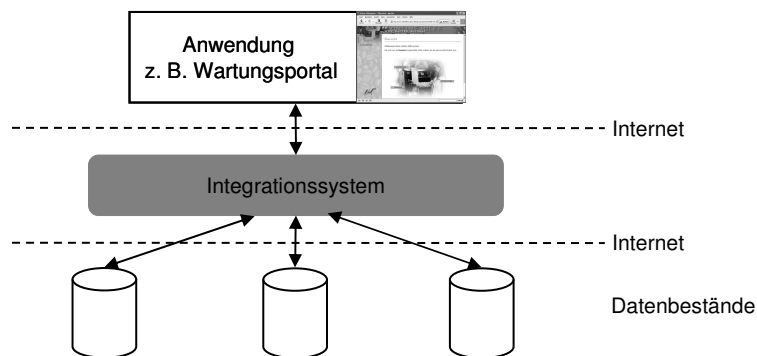 Anwendung
z. B. Wartungsportal
Internet
Integrationssystem
Internet
Datenbestände